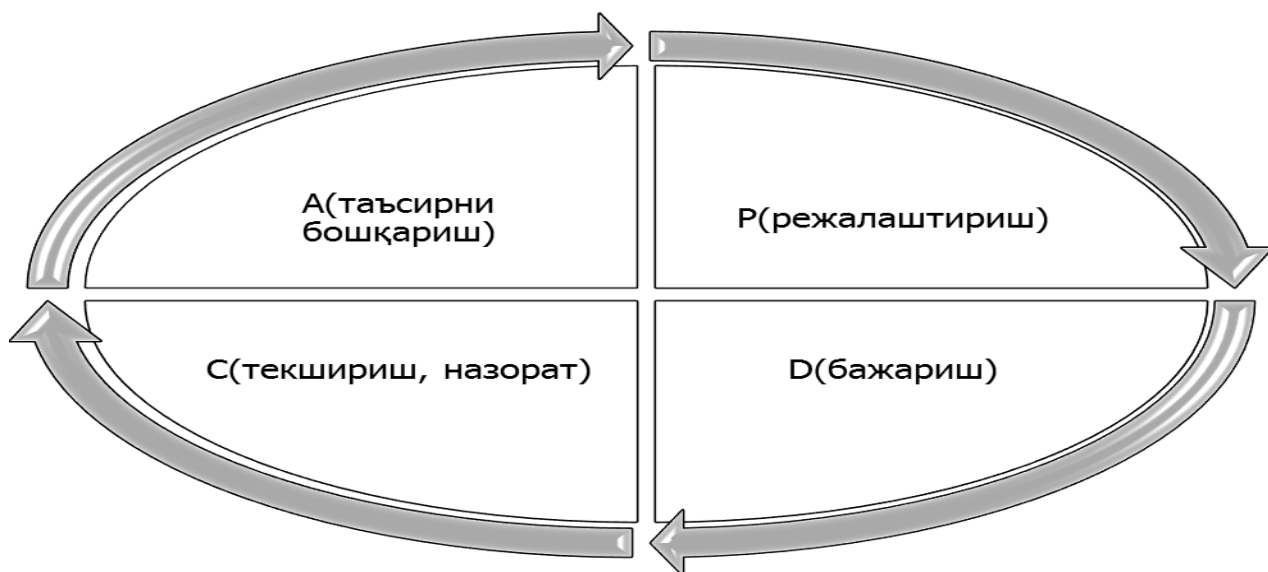 А(таъсирни
бошқариш)
P(режалаштириш)
C(текшириш, назорат)
D(бажариш)